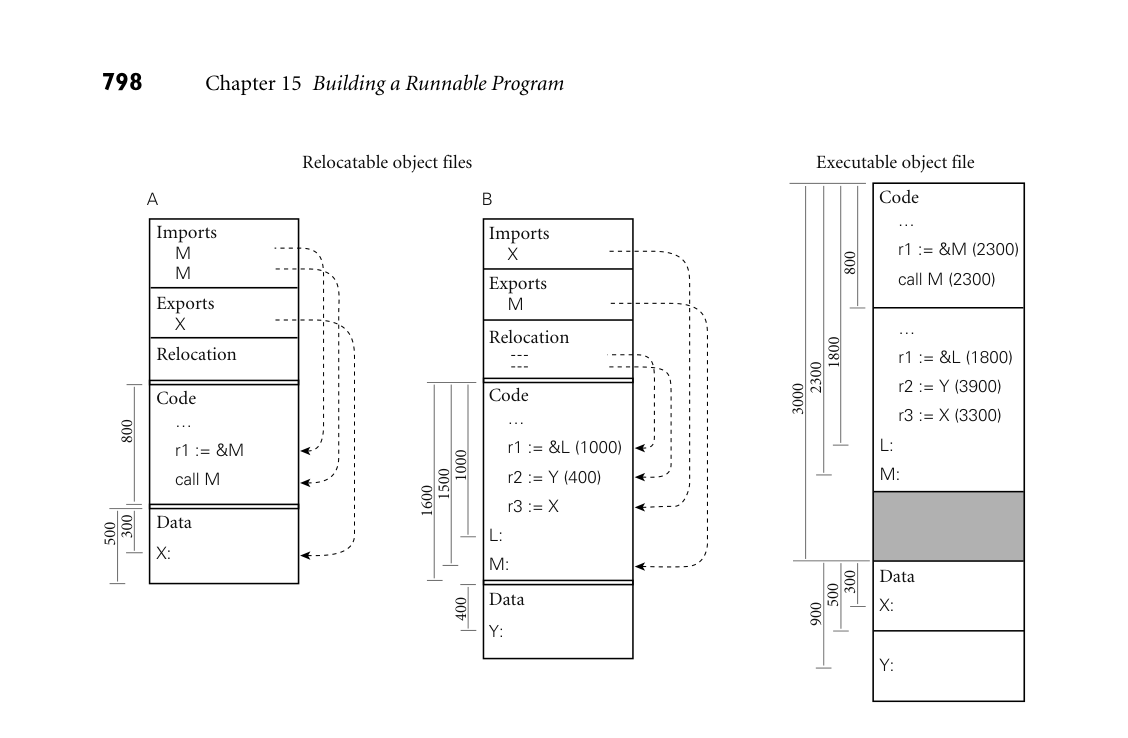 798 Chapter 15 Building a Runnable Program
Relocatable object files
A
Imports
M
M
Exports
X
Relocation
Code
...
r1 := &M
call M
Data
X:
800
500
300
B
Imports
X
Exports
M
Relocation
---
---
Code
...
r1 := &L (1000)
r2 := Y (400)
r3 := X
L:
M:
Data
Y:
1600
1500
1000
400
Executable object file
Code
...
r1 := &M (2300)
call M (2300)
...
r1 := &L (1800)
r2 := Y (3900)
r3 := X (3300)
L:
M:
Data
X:
Y:
3000
2300
1800
800
900
500
300